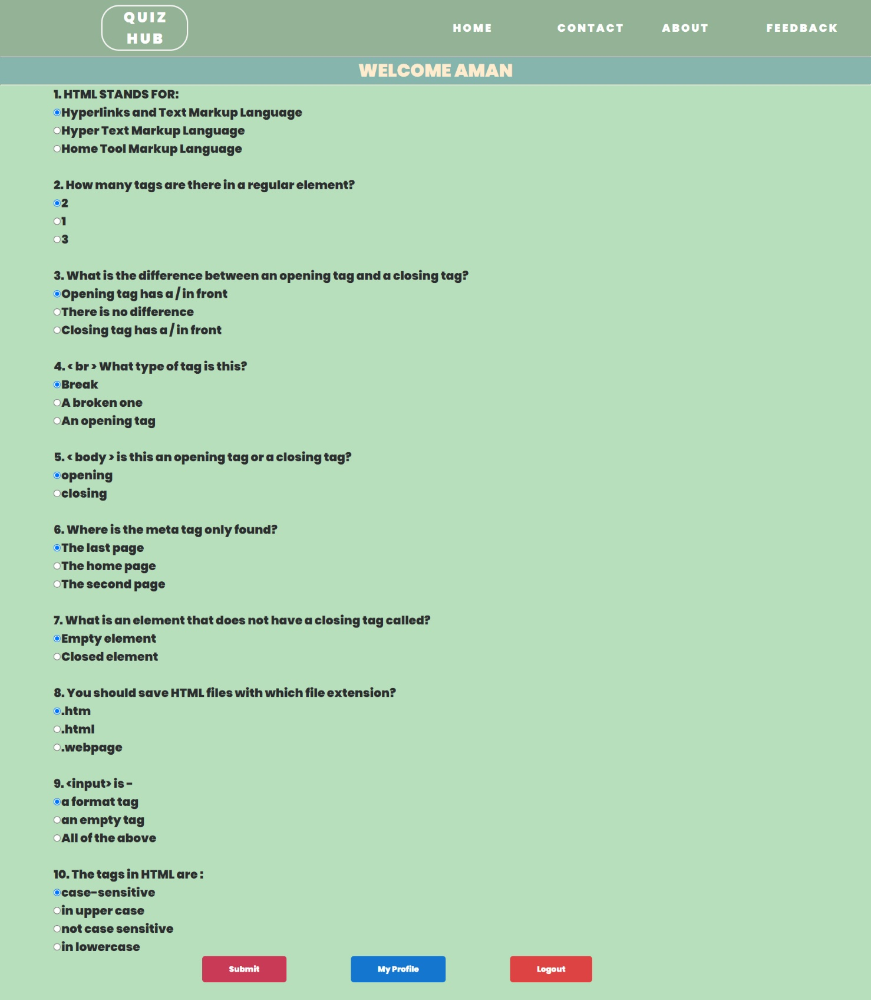 QUIZ
HUB
HOME CONTACT ABOUT FEEDBACK
WELCOME AMAN
1. HTML STANDS FOR:
Hyperlinks and Text Markup Language
Hyper Text Markup Language
Home Tool Markup Language
2. How many tags are there in a regular element?
2
1
3
3. What is the difference between an opening tag and a closing tag?
Opening tag has a / in front
There is no difference
Closing tag has a / in front
4. < br > What type of tag is this?
Break
A broken one
An opening tag
5. < body > is this an opening tag or a closing tag?
opening
closing
6. Where is the meta tag only found?
The last page
The home page
The second page
7. What is an element that does not have a closing tag called?
Empty element
Closed element
8. You should save HTML files with which file extension?
.htm
.html
.webpage
9. <input> is -
a format tag
an empty tag
All of the above
10. The tags in HTML are :
case-sensitive
in upper case
not case sensitive
in lowercase
Submit My Profile Logout